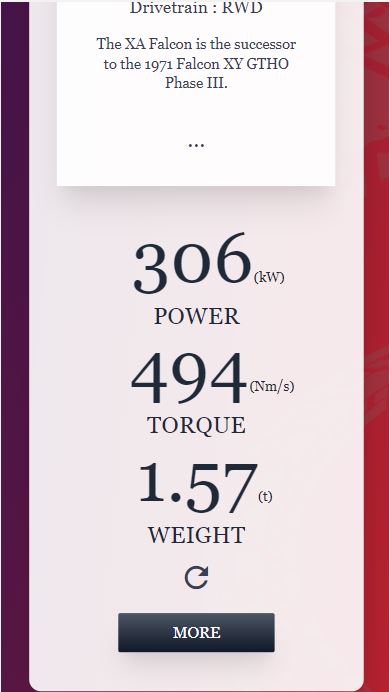 Drivetrain : RWD
The XA Falcon is the successor
to the 1971 Falcon XY GTHO
Phase III.
...
306(kW)
POWER
494(Nm/s)
TORQUE
1.57(t)
WEIGHT
MORE